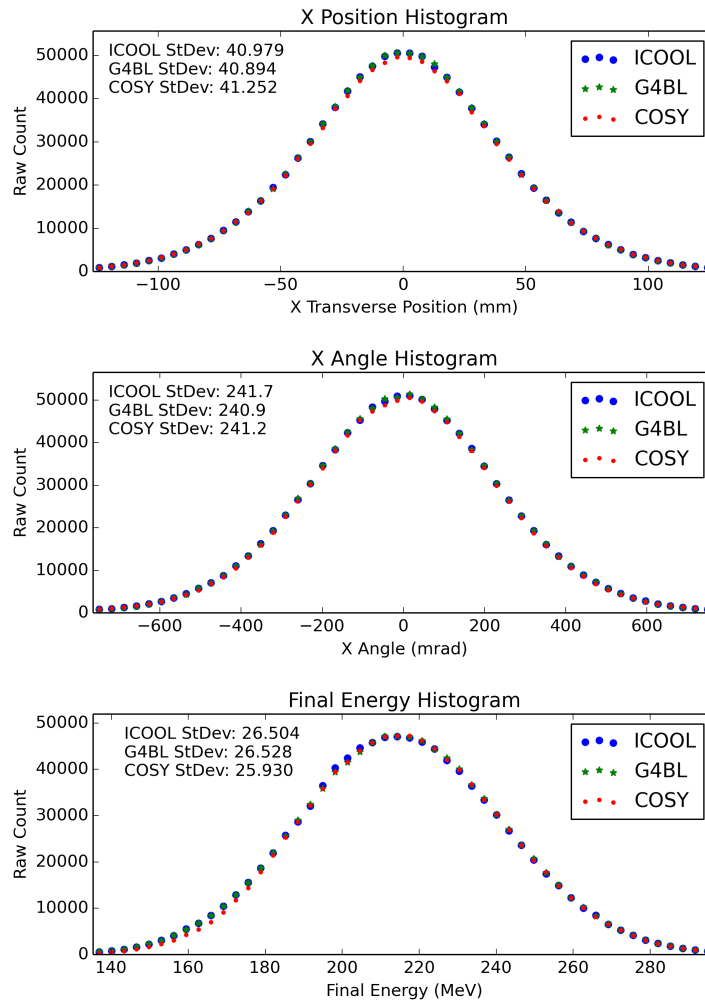 X Position Histogram
ICOOL StDev: 40.979
G4BL StDev: 40.894
COSY StDev: 41.252
ICOOL
G4BL
COSY
50000
40000
30000
20000
10000
0
Raw Count
−100
−50
0
50
100
X Transverse Position (mm)
X Angle Histogram
ICOOL StDev: 241.7
G4BL StDev: 240.9
COSY StDev: 241.2
ICOOL
G4BL
COSY
50000
40000
30000
20000
10000
0
Raw Count
−600
−400
−200
0
200
400
600
X Angle (mrad)
Final Energy Histogram
ICOOL StDev: 26.504
G4BL StDev: 26.528
COSY StDev: 25.930
ICOOL
G4BL
COSY
50000
40000
30000
20000
10000
0
Raw Count
140
160
180
200
220
240
260
280
Final Energy (MeV)